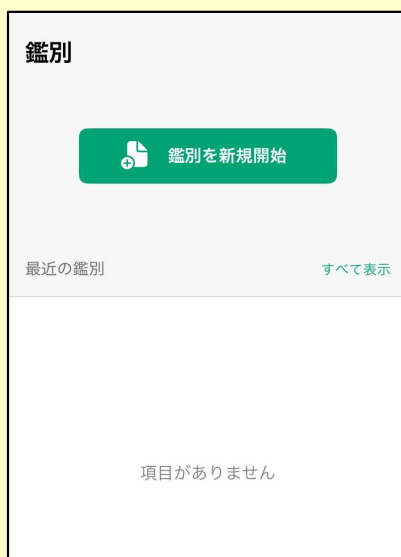 鑑別
鑑別を新規開始
最近の鑑別 すべて表示
項目がありません